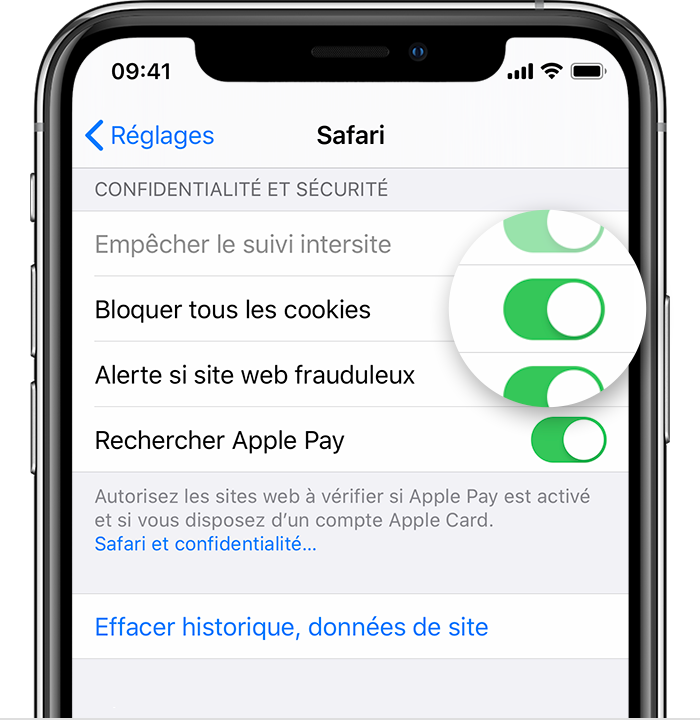 09:41
Réglages
Safari
CONFIDENTIALITÉ ET SÉCURITÉ
Empêcher le suivi intersite
Bloquer tous les cookies
Alerte si site web frauduleux
Rechercher Apple Pay
Autorisez les sites web à vérifier si Apple Pay est activé
et si vous disposez d’un compte Apple Card.
Safari et confidentialité...
Effacer historique, données de site